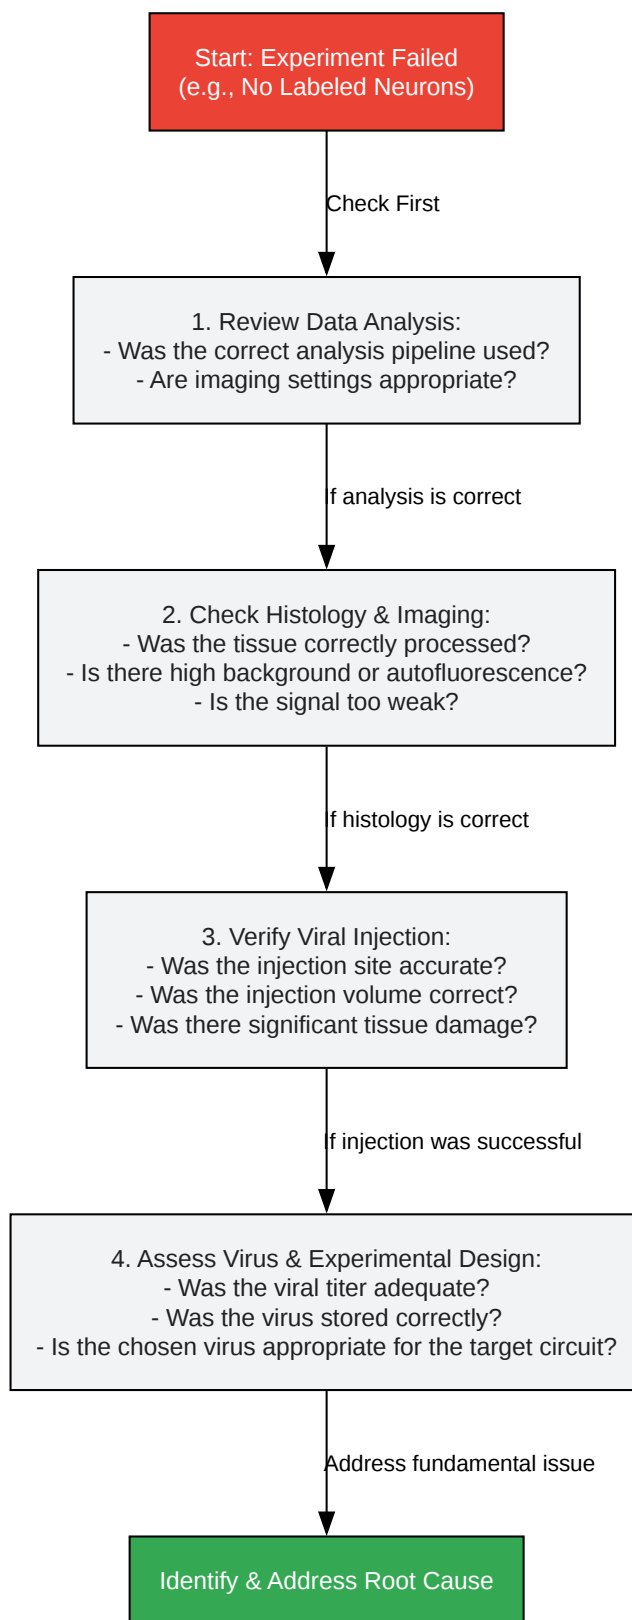 Start: Experiment Failed
(e.g., No Labeled Neurons)
Check First
1. Review Data Analysis:
- Was the correct analysis pipeline used?
- Are imaging settings appropriate?
If analysis is correct
2. Check Histology & Imaging:
- Was the tissue correctly processed?
- Is there high background or autofluorescence?
- Is the signal too weak?
If histology is correct
3. Verify Viral Injection:
- Was the injection site accurate?
- Was the injection volume correct?
- Was there significant tissue damage?
If injection was successful
4. Assess Virus & Experimental Design:
- Was the viral titer adequate?
- Was the virus stored correctly?
- Is the chosen virus appropriate for the target circuit?
Address fundamental issue
Identify & Address Root Cause